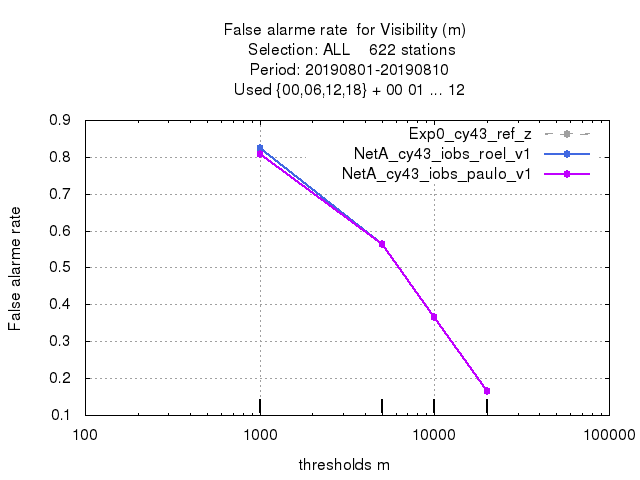 False alarme rate  for Visibility (m)
Selection: ALL    622 stations
Period: 20190801-20190810
Used {00,06,12,18} + 00 01 ... 12
Exp0_cy43_ref_z
NetA_cy43_iobs_roel_v1
NetA_cy43_iobs_paulo_v1
False alarme rate
0.9
0.8
0.7
0.6
0.5
0.4
0.3
0.2
0.1
100 1000 10000 100000
thresholds m